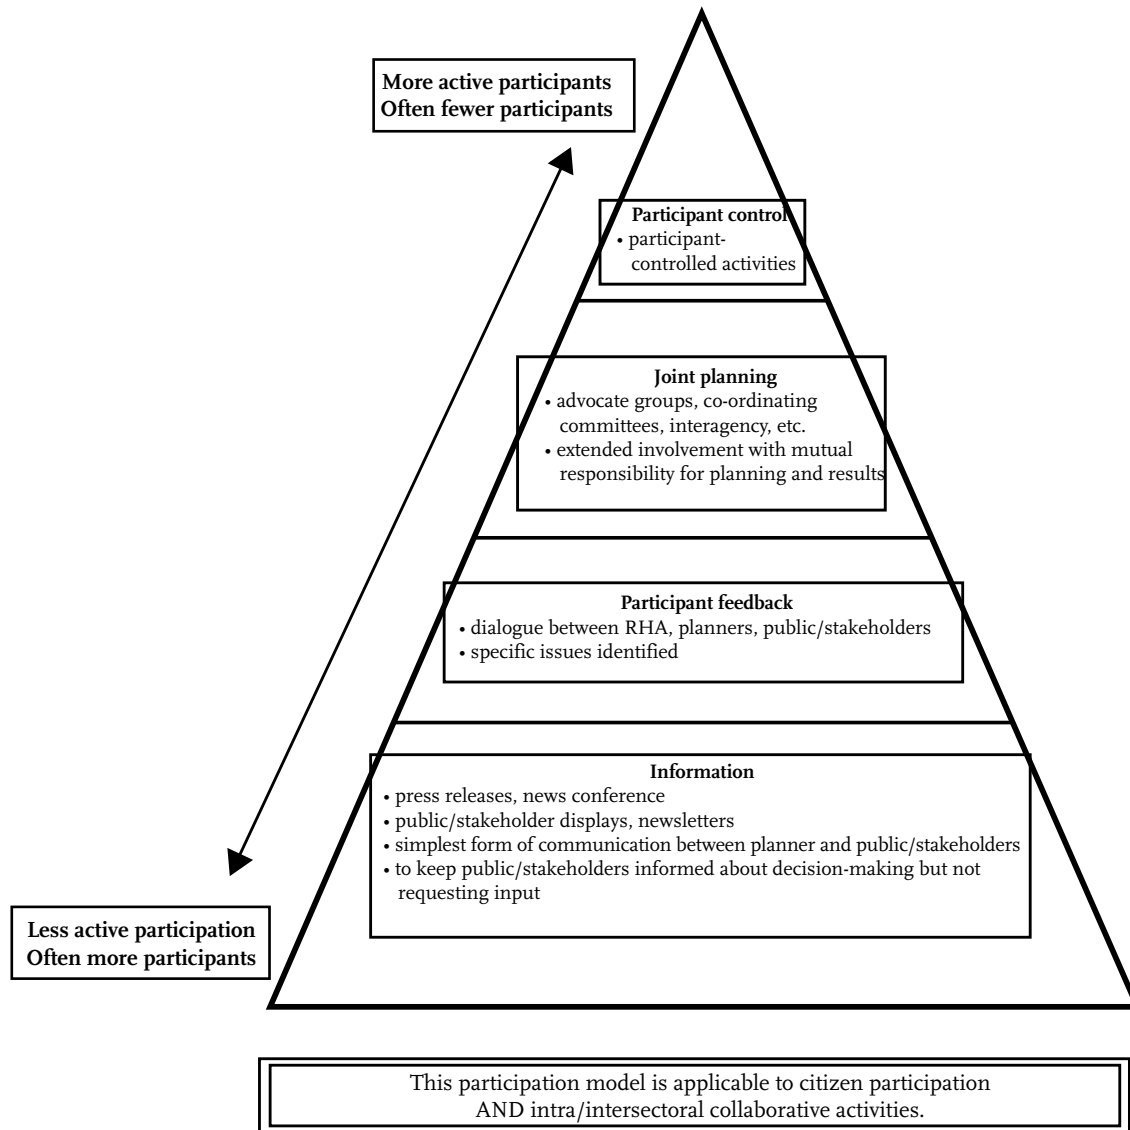 More active participants
Often fewer participants
Participant control
• participant-
controlled activities
Joint planning
• advocate groups, co-ordinating
committees, interagency, etc.
• extended involvement with mutual
responsibility for planning and results
Participant feedback
• dialogue between RHA, planners, public/stakeholders
• specific issues identified
Information
• press releases, news conference
• public/stakeholder displays, newsletters
• simplest form of communication between planner and public/stakeholders
• to keep public/stakeholders informed about decision-making but not
requesting input
Less active participation
Often more participants
This participation model is applicable to citizen participation
AND intra/intersectoral collaborative activities.